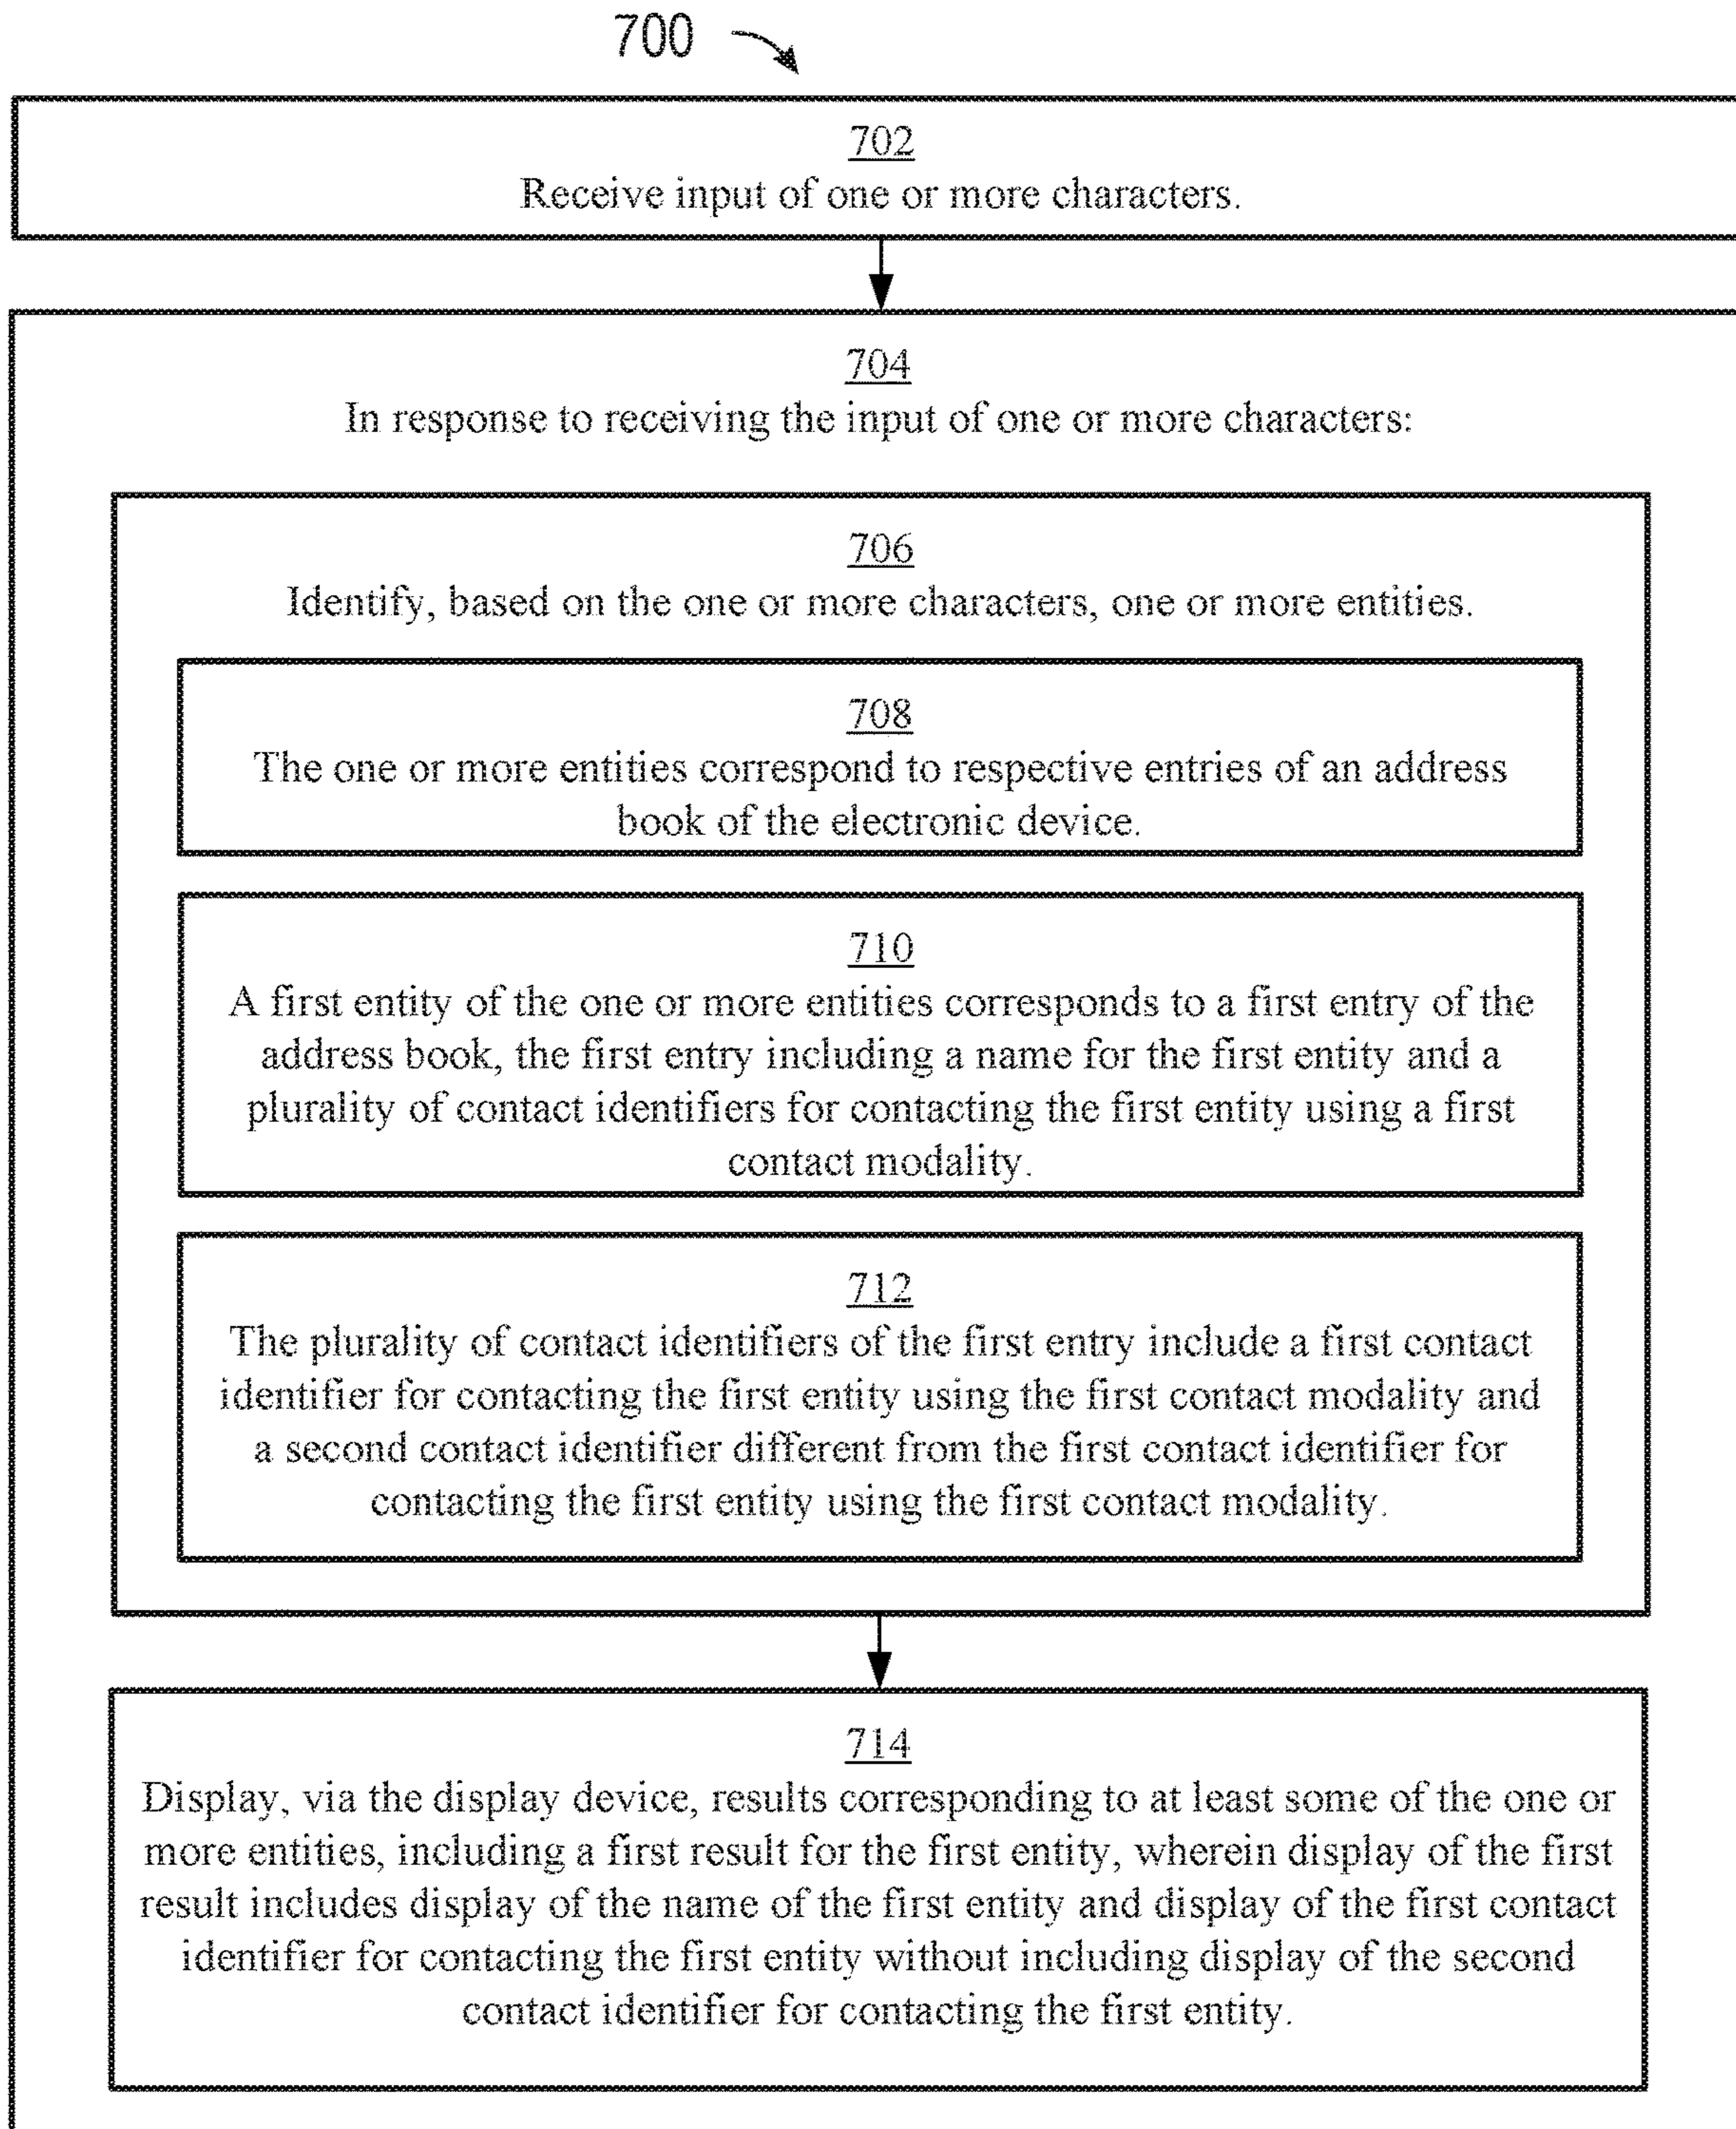 700
702
Receive input of one or more characters.
704
In response to receiving the input of one or more characters:
706
Identify, based on the one or more characters, one or more entities.
708
The one or more entities correspond to respective entries of an address
book of the electronic device.
710
A first entity of the one or more entities corresponds to a first entry of the
address book, the first entry including a name for the first entity and a
plurality of contact identifiers for contacting the first entity using a first
contact modality.
712
The plurality of contact identifiers of the first entry include a first contact
identifier for contacting the first entity using the first contact modality and
a second contact identifier different from the first contact identifier for
contacting the first entity using the first contact modality.
714
Display, via the display device, results corresponding to at least some of the one or
more entities, including a first result for the first entity, wherein display of the first
result includes display of the name of the first entity and display of the first contact
identifier for contacting the first entity without including display of the second
contact identifier for contacting the first entity.